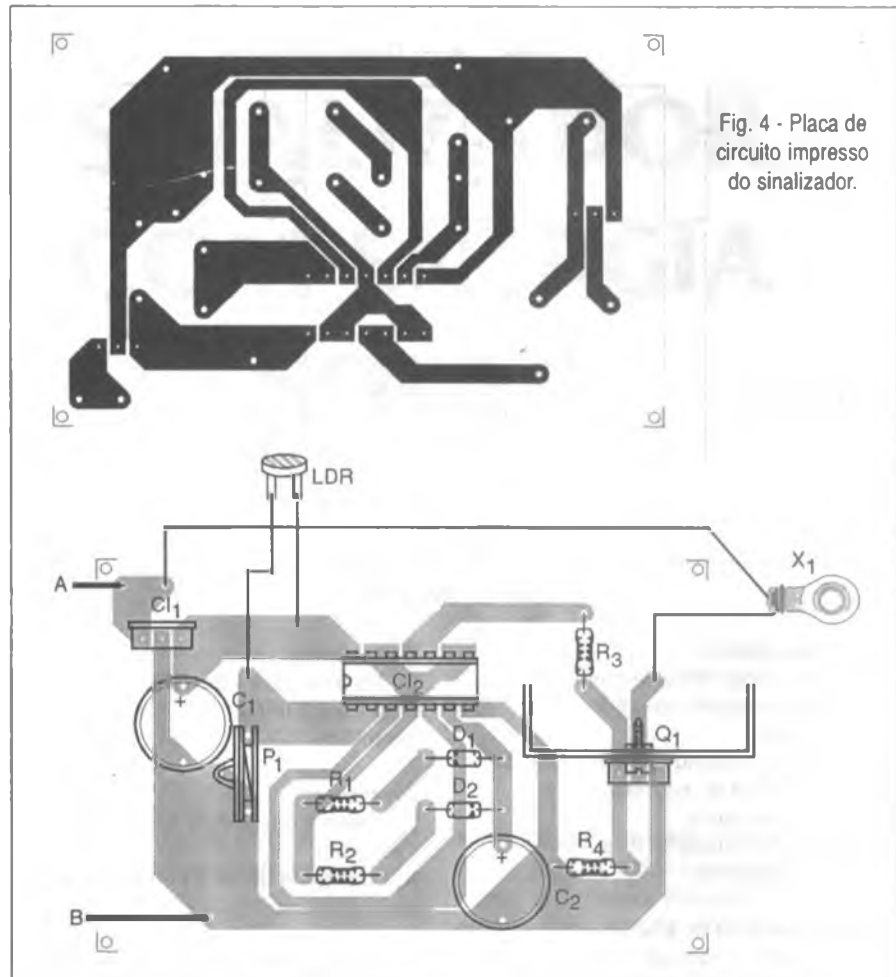 Fig. 4 - Placa de
circuito impresso
do sinalizador.
LDR
A
X1
CI1
R3
CI2
C1
Q1
P1
D1
R1
D2
R2
R4
C2
B